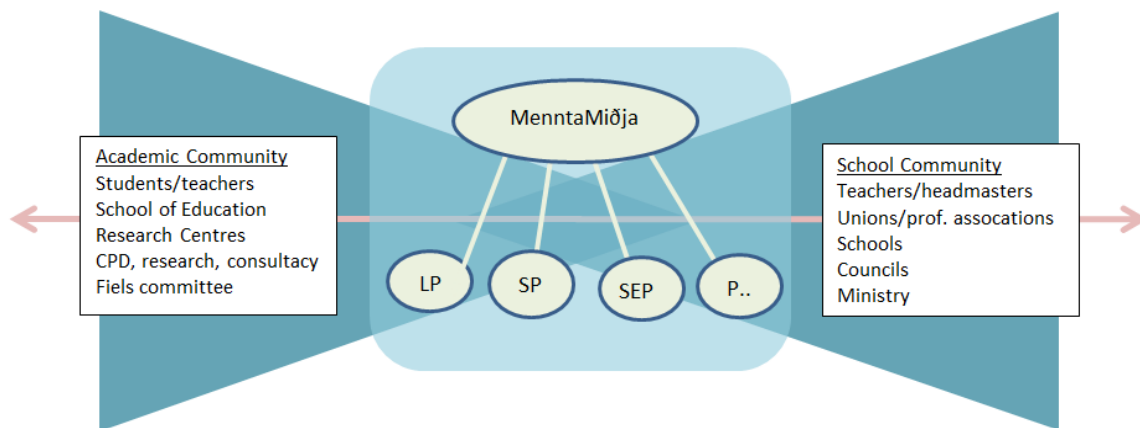 MenntaMiðja
Academic Community
Students/teachers
School of Education
Research Centres
CPD, research, consultacy
Fiels committee
LP
SP
SEP
P..
School Community
Teachers/headmasters
Unions/prof. assocations
Schools
Councils
Ministry